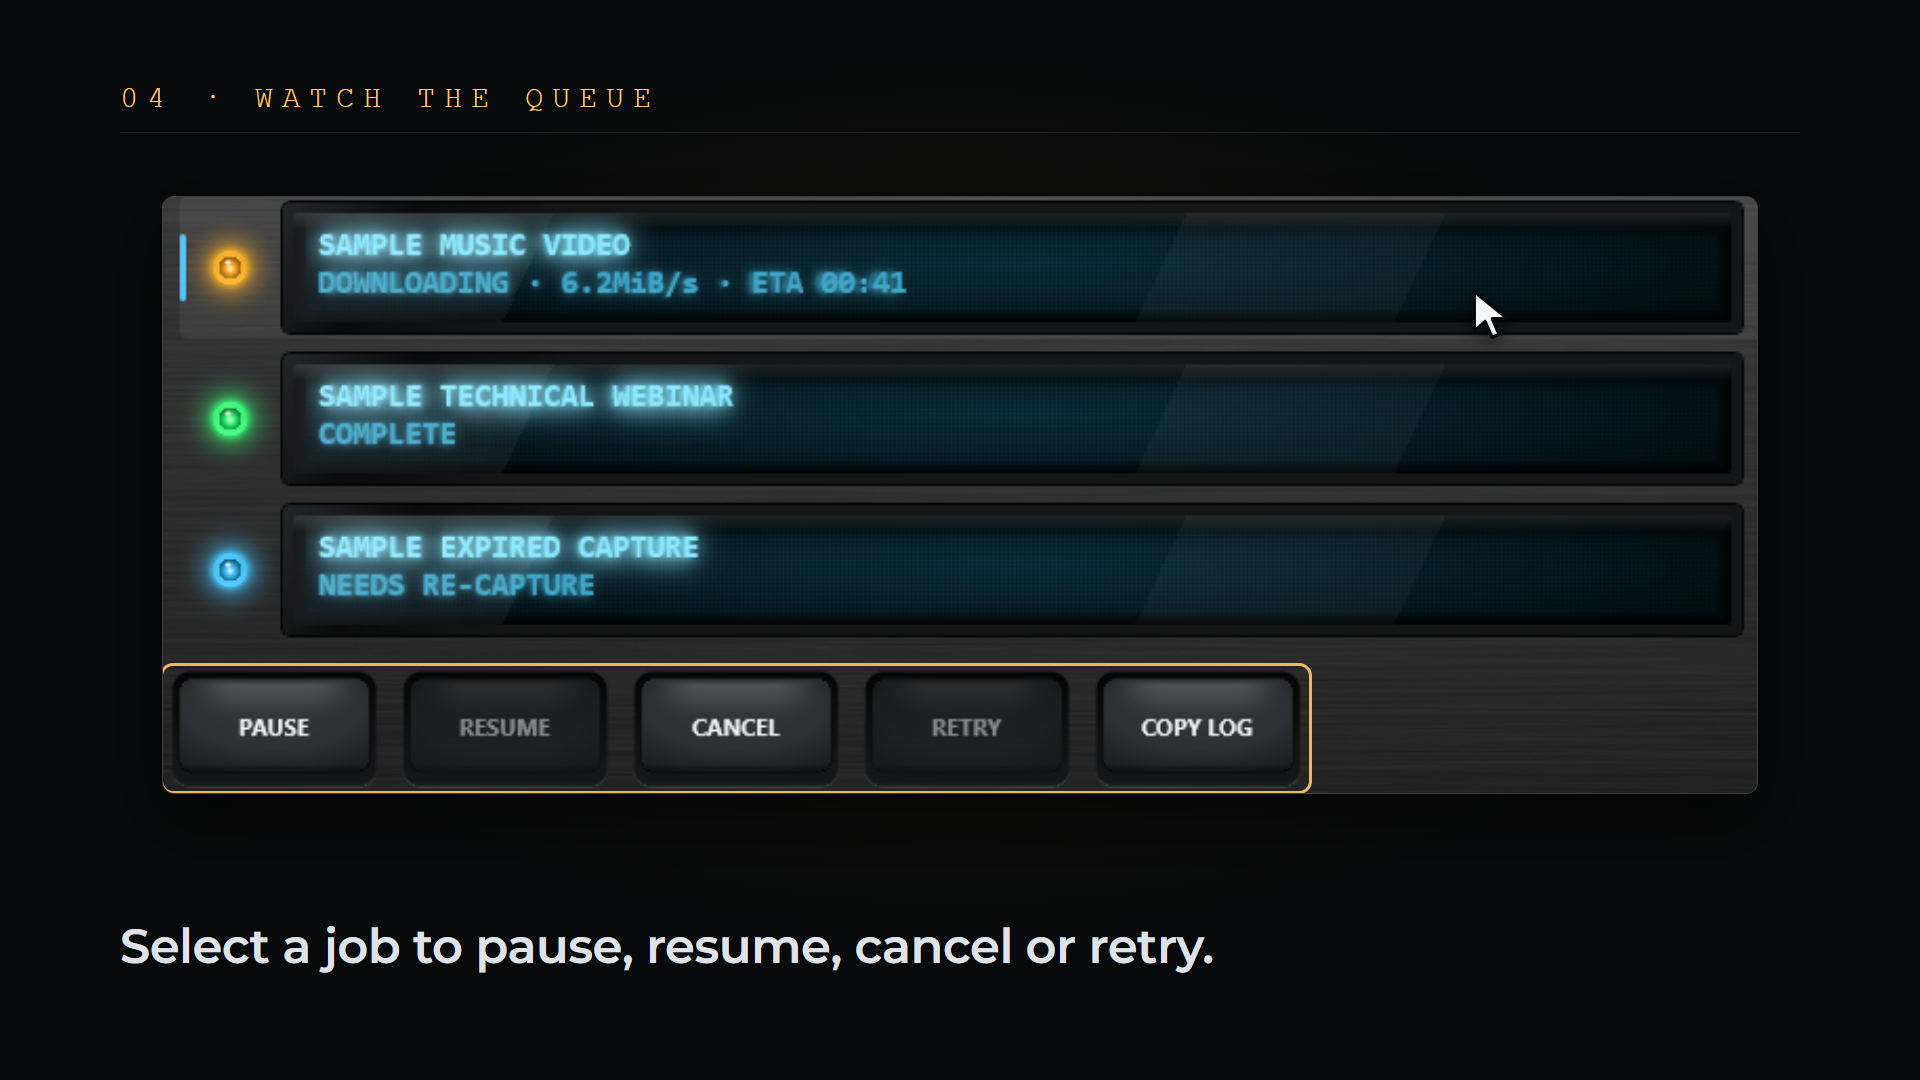 04 · WATCH THE QUEUE
SAMPLE MUSIC VIDEO
DOWNLOADING · 6.2MiB/s · ETA 00:41
SAMPLE TECHNICAL WEBINAR
COMPLETE
SAMPLE EXPIRED CAPTURE
NEEDS RE-CAPTURE
PAUSE RESUME CANCEL RETRY COPY LOG
Select a job to pause, resume, cancel or retry.